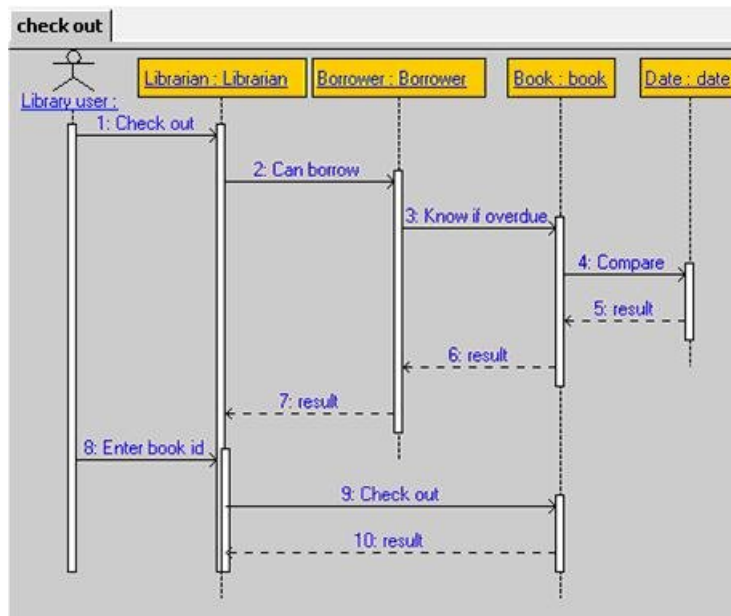 check out
Library user :
Librarian : Librarian
Borrower : Borrower
Book : book
Date : date
1: Check out
2: Can borrow
3: Know if overdue
4: Compare
5: result
6: result
7: result
8: Enter book id
9: Check out
10: result